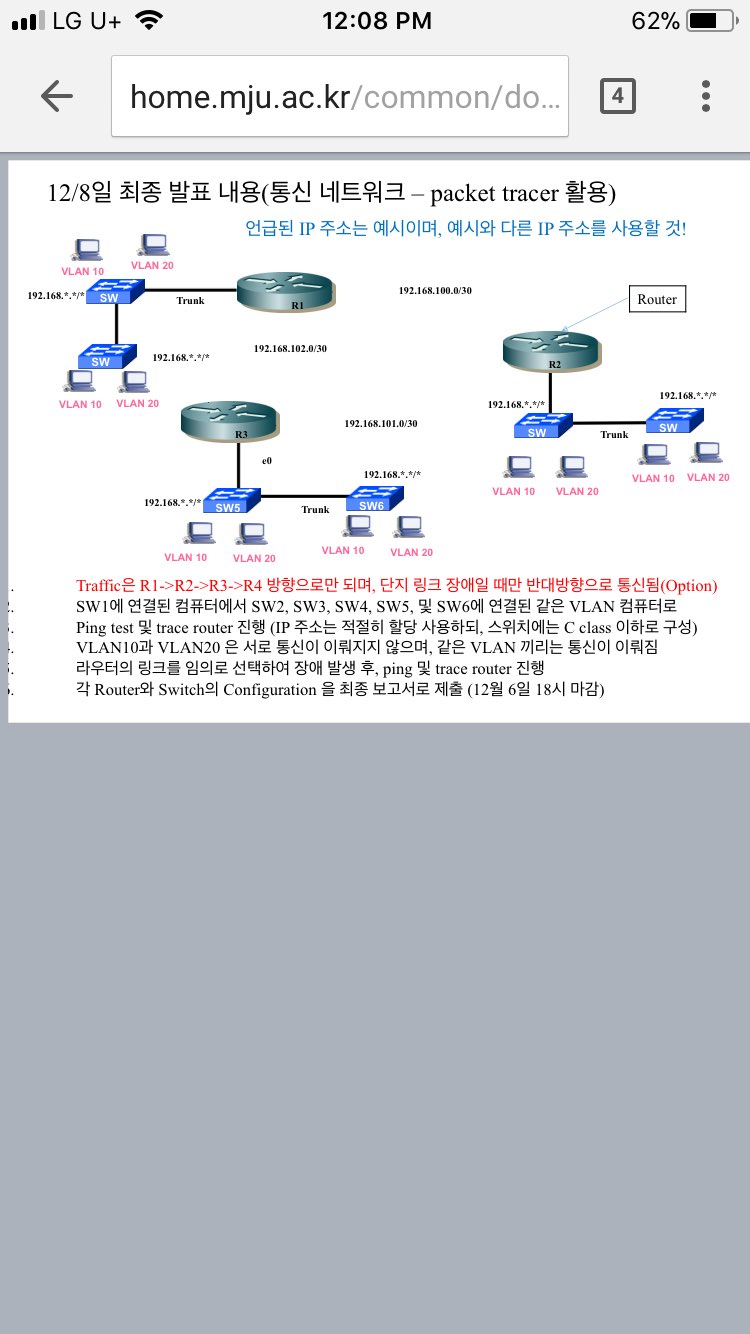 LG U+ 12:08 PM 62%
home.mju.ac.kr/common/do... 4
12/8일 최종 발표 내용(통신 네트워크 – packet tracer 활용)
언급된 IP 주소는 예시이며, 예시와 다른 IP 주소를 사용할 것!
VLAN 10
VLAN 20
192.168.*.*/*
SW
Trunk
R1
192.168.100.0/30
Router
SW
192.168.*.*/*
192.168.102.0/30
VLAN 10
VLAN 20
R2
R3
192.168.101.0/30
192.168.*.*/*
192.168.*.*/*
SW
Trunk
SW
e0
192.168.*.*/*
192.168.*.*/*
SW5
Trunk
SW6
VLAN 10
VLAN 20
VLAN 10
VLAN 20
VLAN 10
VLAN 20
VLAN 10
VLAN 20
Traffic은 R1->R2->R3->R4 방향으로만 되며, 단지 링크 장애일 때만 반대방향으로 통신됨(Option)
SW1에 연결된 컴퓨터에서 SW2, SW3, SW4, SW5, 및 SW6에 연결된 같은 VLAN 컴퓨터로
Ping test 및 trace router 진행 (IP 주소는 적절히 할당 사용하되, 스위치에는 C class 이하로 구성)
VLAN10과 VLAN20 은 서로 통신이 이뤄지지 않으며, 같은 VLAN 끼리는 통신이 이뤄짐
라우터의 링크를 임의로 선택하여 장애 발생 후, ping 및 trace router 진행
각 Router와 Switch의 Configuration 을 최종 보고서로 제출 (12월 6일 18시 마감)